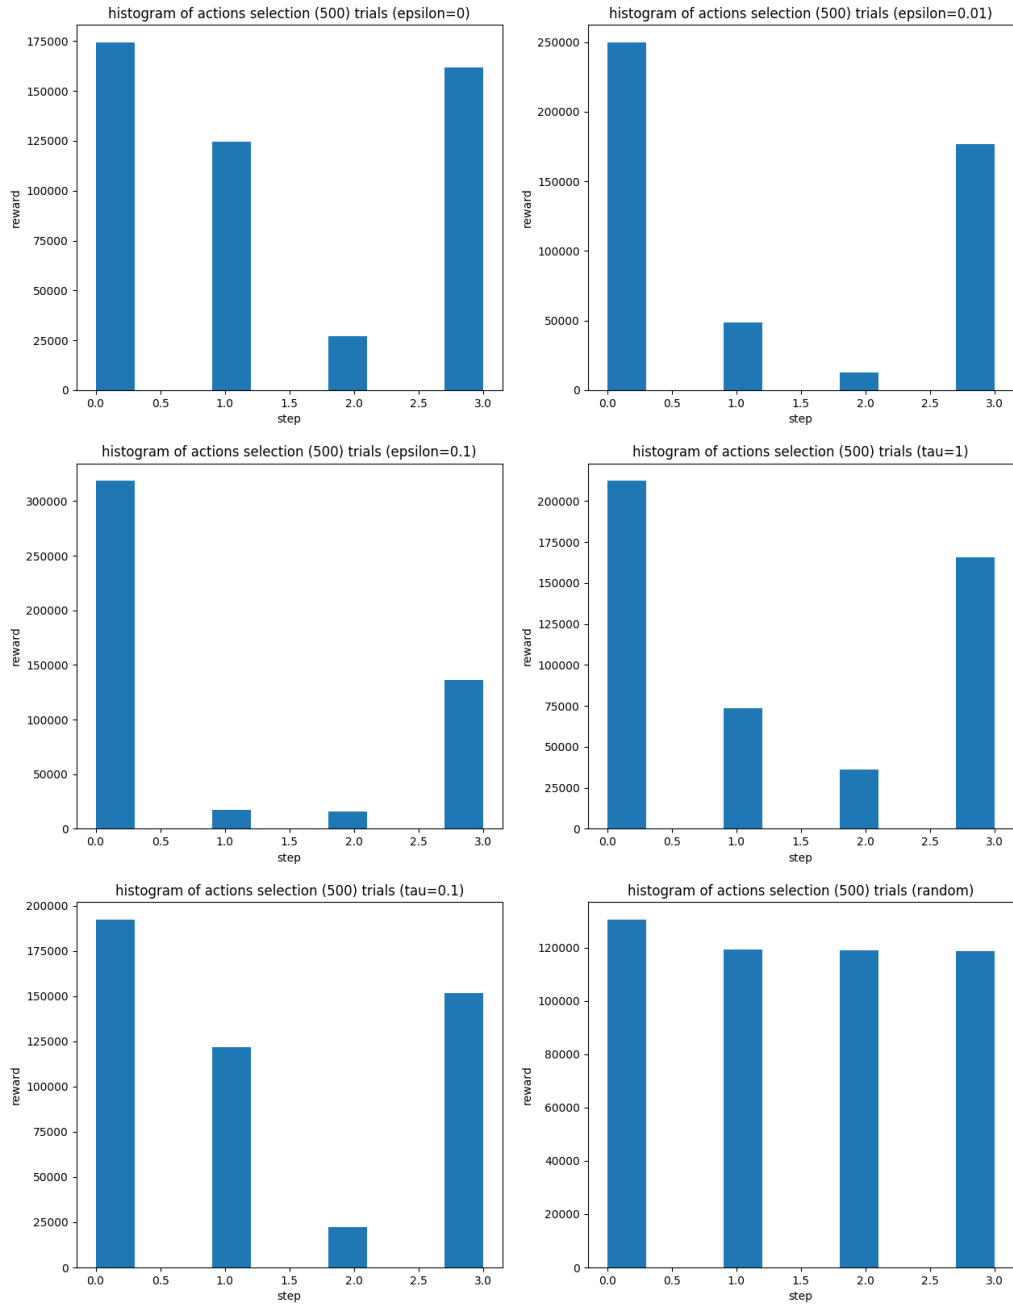 histogram of actions selection (500) trials (epsilon=0)
175000
150000
125000
100000
75000
50000
25000
0
reward
0.0 0.5 1.0 1.5 2.0 2.5 3.0
step
histogram of actions selection (500) trials (epsilon=0.01)
250000
200000
150000
100000
50000
0
reward
0.0 0.5 1.0 1.5 2.0 2.5 3.0
step
histogram of actions selection (500) trials (epsilon=0.1)
300000
250000
200000
150000
100000
50000
0
reward
0.0 0.5 1.0 1.5 2.0 2.5 3.0
step
histogram of actions selection (500) trials (tau=1)
200000
175000
150000
125000
100000
75000
50000
25000
0
reward
0.0 0.5 1.0 1.5 2.0 2.5 3.0
step
histogram of actions selection (500) trials (tau=0.1)
200000
175000
150000
125000
100000
75000
50000
25000
0
reward
0.0 0.5 1.0 1.5 2.0 2.5 3.0
step
histogram of actions selection (500) trials (random)
120000
100000
80000
60000
40000
20000
0
reward
0.0 0.5 1.0 1.5 2.0 2.5 3.0
step